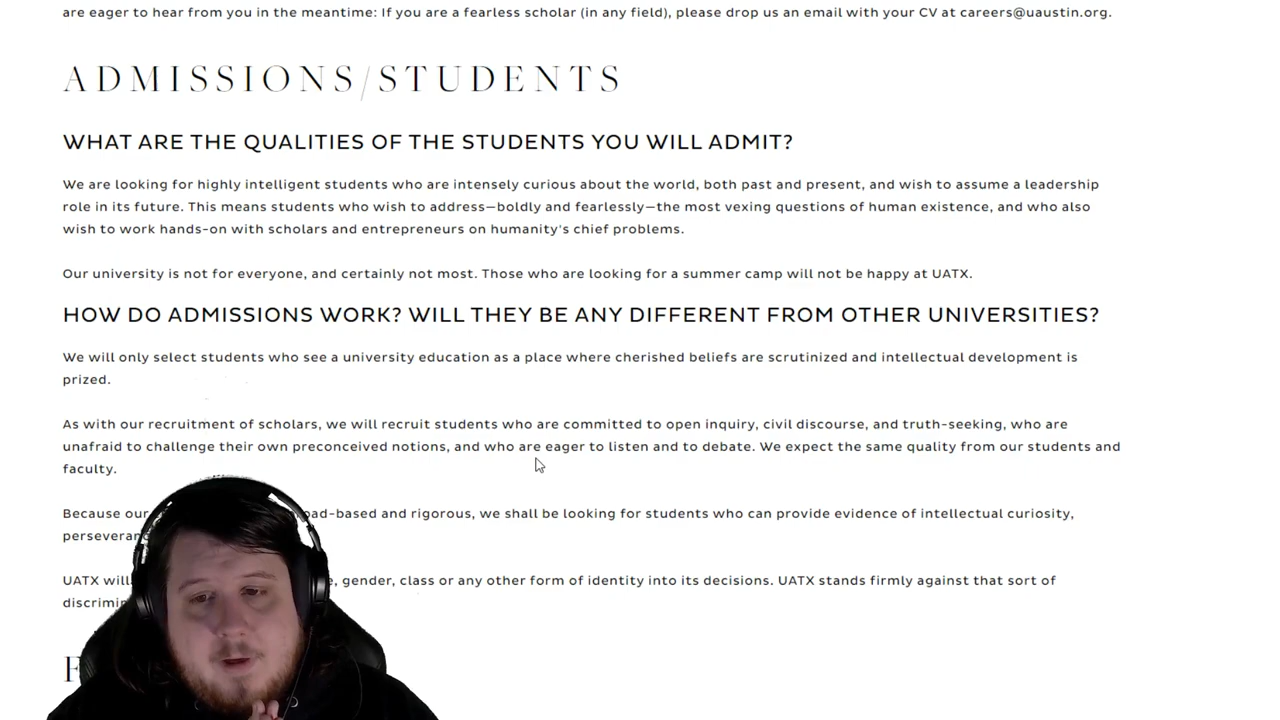 are eager to hear from you in the meantime: If you are a fearless scholar (in any field), please drop us an email with your CV at careers@uaustin.org.
ADMISSIONS/STUDENTS
WHAT ARE THE QUALITIES OF THE STUDENTS YOU WILL ADMIT?
We are looking for highly intelligent students who are intensely curious about the world, both past and present, and wish to assume a leadership
role in its future. This means students who wish to address—boldly and fearlessly—the most vexing questions of human existence, and who also
wish to work hands-on with scholars and entrepreneurs on humanity's chief problems.
Our university is not for everyone, and certainly not most. Those who are looking for a summer camp will not be happy at UATX.
HOW DO ADMISSIONS WORK? WILL THEY BE ANY DIFFERENT FROM OTHER UNIVERSITIES?
We will only select students who see a university education as a place where cherished beliefs are scrutinized and intellectual development is
prized.
As with our recruitment of scholars, we will recruit students who are committed to open inquiry, civil discourse, and truth-seeking, who are
unafraid to challenge their own preconceived notions, and who are eager to listen and to debate. We expect the same quality from our students and
faculty.
Because our and rigorous, we shall be looking for students who can provide evidence of intellectual curiosity,
UATX will gender, class or any other form of identity into its decisions. UATX stands firmly against that sort of